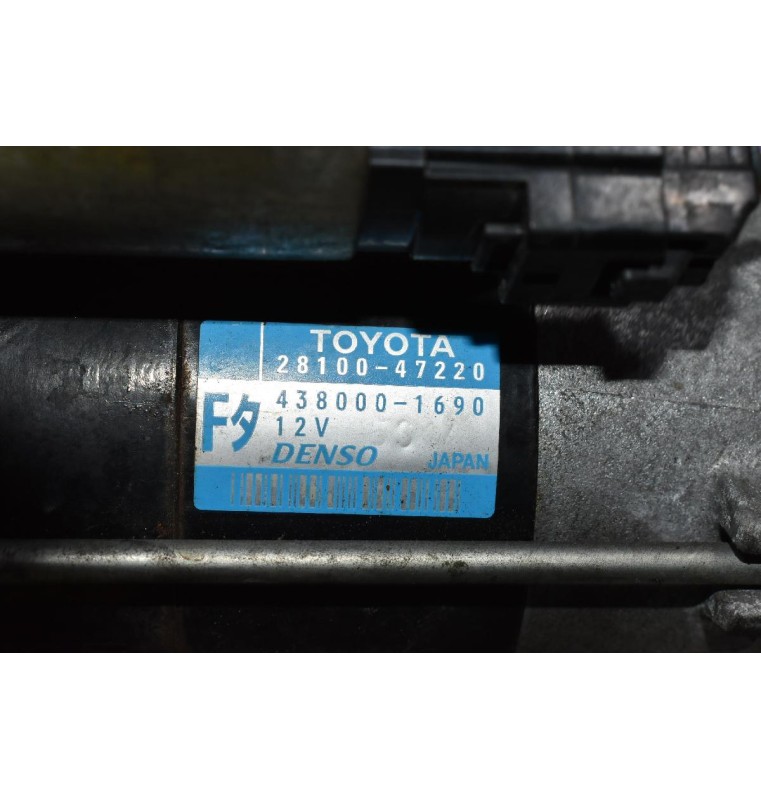 TOYOTA
28100-47220
Fタ
438000-1690
12V
DENSO
JAPAN